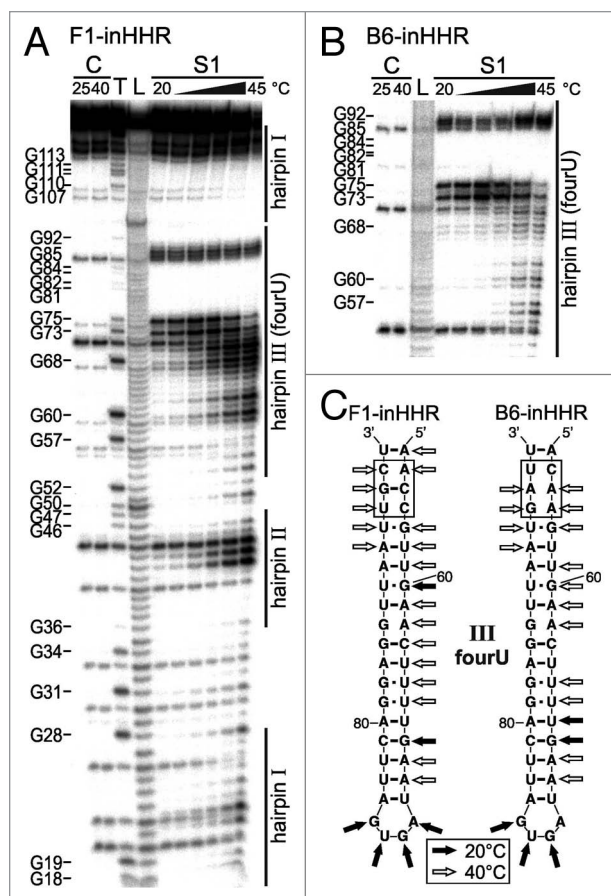 A F1-inHHR
C T L S1
25 40 20 45 °C
G113
G111
G110
G107
G92
G85
G84
G82
G81
G75
G73
G68
G60
G57
G52
G50
G47
G46
G36
G34
G31
G28
G19
G18
hairpin I
hairpin III (fourU)
hairpin II
hairpin I
B B6-inHHR
C L S1
25 40 20 45 °C
G92
G85
G84
G82
G81
G75
G73
G68
G60
G57
hairpin III (fourU)
C F1-inHHR B6-inHHR
3' 5' 3' 5'
U A U A
C A U C
G C A A
U C G A
U G U G
A U A U
A U A U
U G 60 U G 60
U A U A
G A G A
G C G C
A U A U
G U G U
G U G U
80 A U 80 A U
C G C G
U A U A
U A U A
A U A U
G A G A
U G U G
III
fourU
20°C
40°C